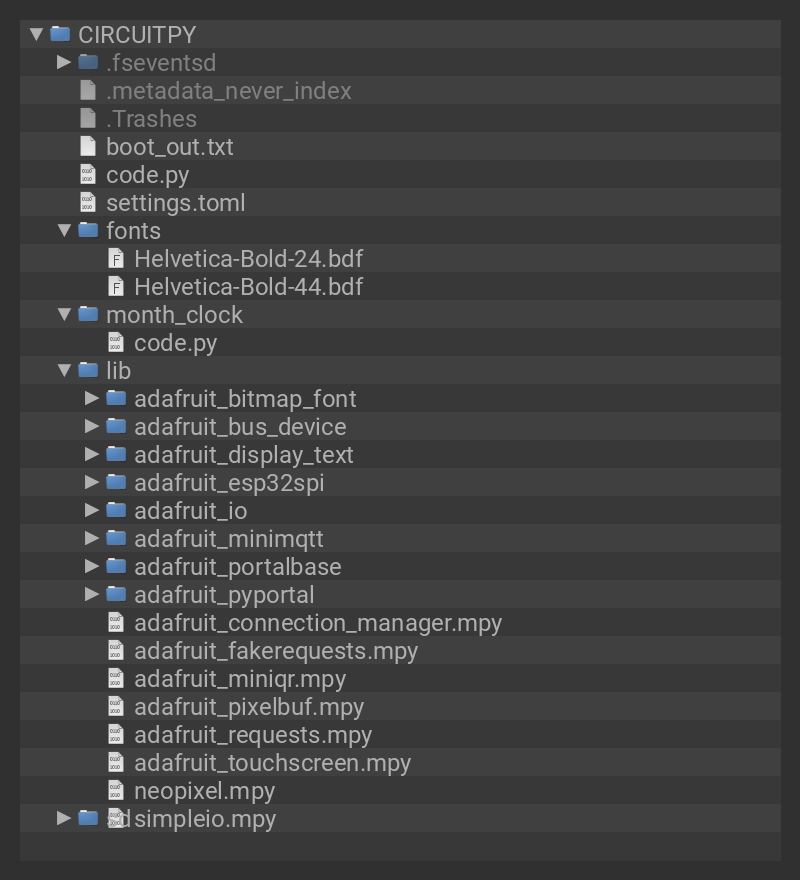 CIRCUITPY
.fseventsd
.metadata_never_index
.Trashes
boot_out.txt
code.py
settings.toml
fonts
Helvetica-Bold-24.bdf
Helvetica-Bold-44.bdf
month_clock
code.py
lib
adafruit_bitmap_font
adafruit_bus_device
adafruit_display_text
adafruit_esp32spi
adafruit_io
adafruit_minimqtt
adafruit_portalbase
adafruit_pyportal
adafruit_connection_manager.mpy
adafruit_fakerequests.mpy
adafruit_miniqr.mpy
adafruit_pixelbuf.mpy
adafruit_requests.mpy
adafruit_touchscreen.mpy
neopixel.mpy
sd simpleio.mpy